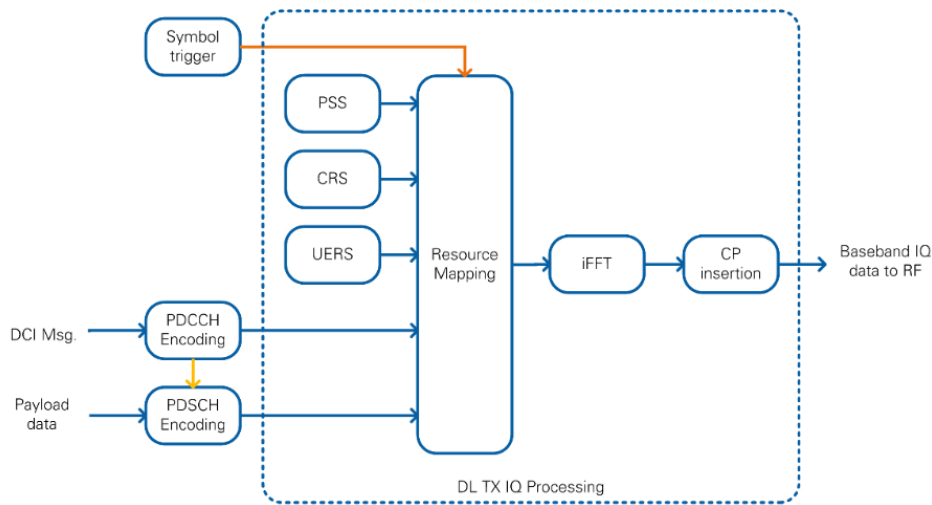 Symbol
trigger
PSS
CRS
UERS
Resource
Mapping
iFFT
CP
insertion
Baseband IQ
data to RF
DCI Msg.
PDCCH
Encoding
Payload
data
PDSCH
Encoding
DL TX IQ Processing